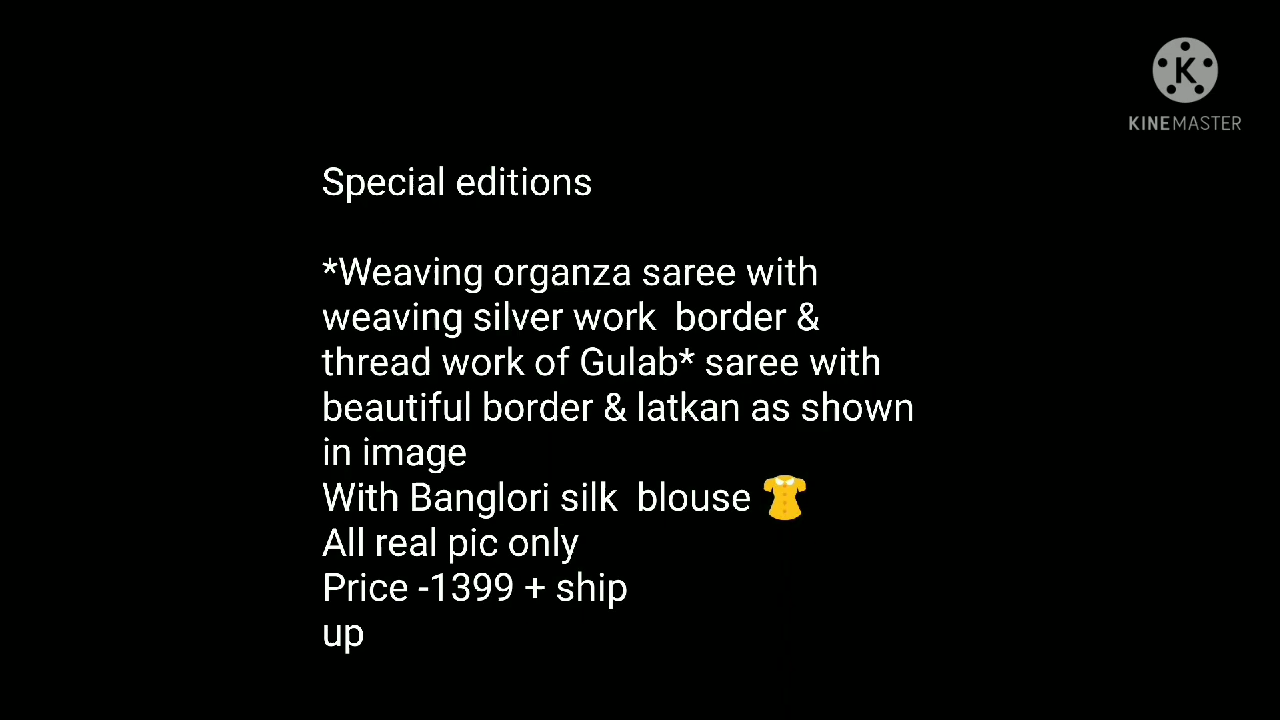 KINEMASTER
Special editions
*Weaving organza saree with
weaving silver work  border &
thread work of Gulab* saree with
beautiful border & latkan as shown
in image
With Banglori silk  blouse 👚
All real pic only
Price -1399 + ship
up